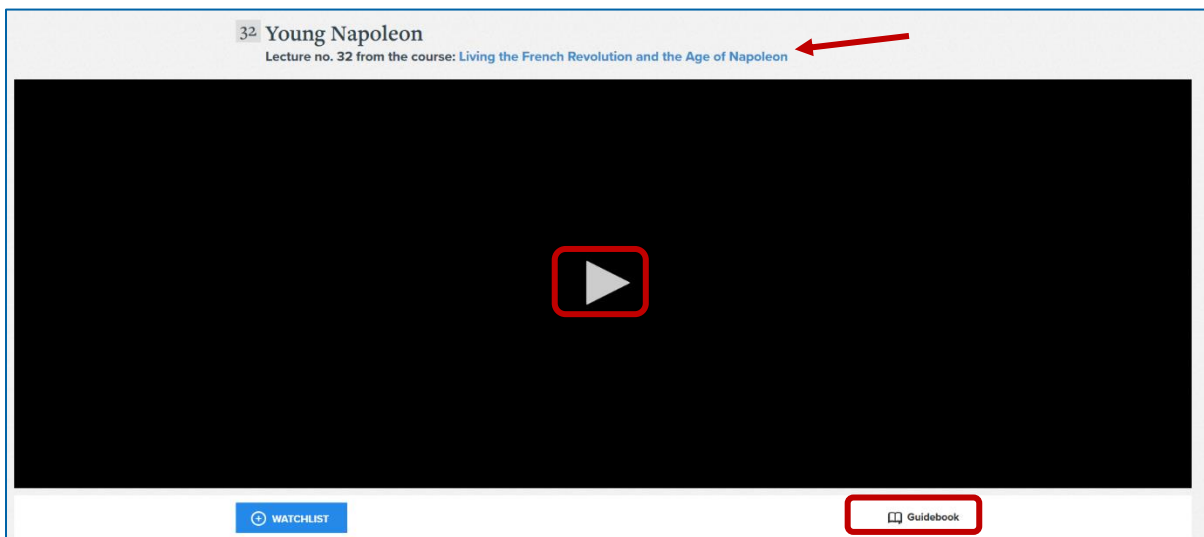 32 Young Napoleon
Lecture no. 32 from the course: Living the French Revolution and the Age of Napoleon
WATCHLIST
Guidebook